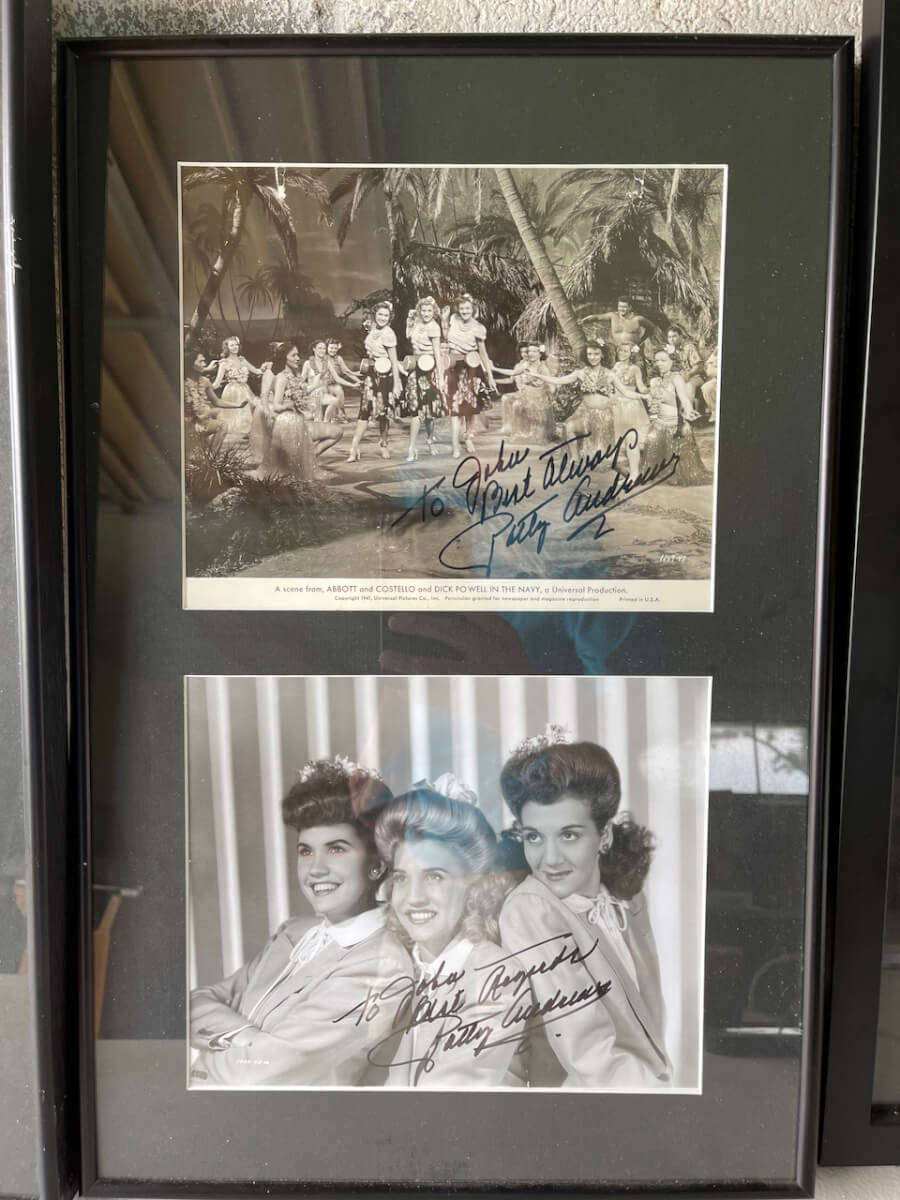 To John
Best Always
Patty Andrews
A scene from, ABBOTT and COSTELLO and DICK POWELL IN THE NAVY, a Universal Production.
Copyright 1941, Universal Pictures Co., Inc. Permission granted for newspaper and magazine reproduction. Printed in U.S.A.
To John
Best Regards
Patty Andrews